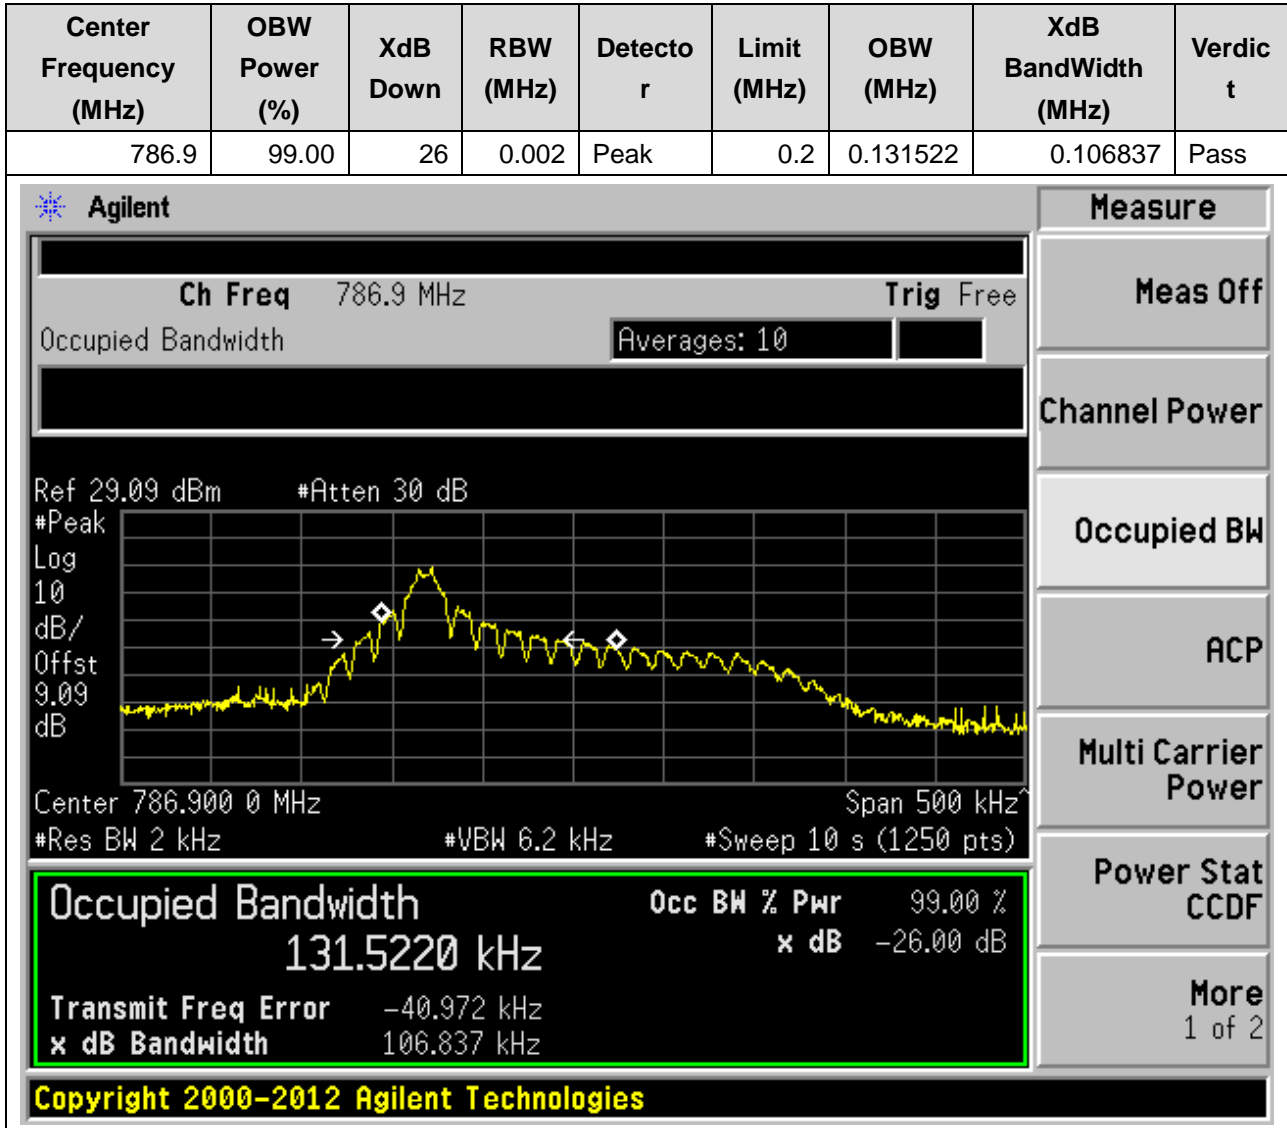 Center Frequency (MHz) OBW Power (%) XdB Down RBW (MHz) Detector Limit (MHz) OBW (MHz) XdB BandWidth (MHz) Verdict
786.9 99.00 26 0.002 Peak 0.2 0.131522 0.106837 Pass
Agilent
Measure
Ch Freq 786.9 MHz Trig Free
Meas Off
Occupied Bandwidth Averages: 10
Channel Power
Ref 29.09 dBm #Atten 30 dB
#Peak
Log
10
dB/
Offst
9.09
dB
Occupied BW
ACP
Center 786.900 0 MHz Span 500 kHz^
#Res BW 2 kHz #VBW 6.2 kHz #Sweep 10 s (1250 pts)
Multi Carrier
Power
Occupied Bandwidth Occ BW % Pwr 99.00 %
131.5220 kHz x dB -26.00 dB
Power Stat
CCDF
Transmit Freq Error -40.972 kHz
x dB Bandwidth 106.837 kHz
More
1 of 2
Copyright 2000-2012 Agilent Technologies